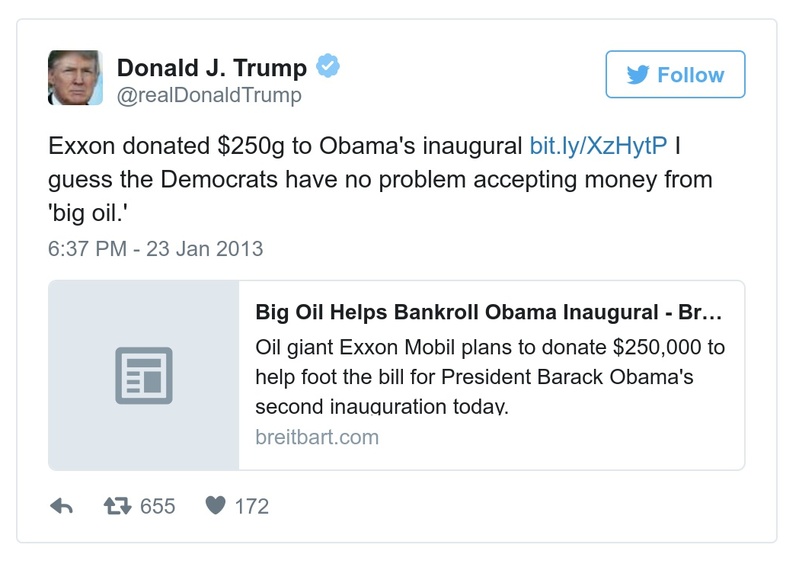 Donald J. Trump
@realDonaldTrump
Follow
Exxon donated $250g to Obama's inaugural bit.ly/XzHytP I
guess the Democrats have no problem accepting money from
'big oil.'
6:37 PM - 23 Jan 2013
Big Oil Helps Bankroll Obama Inaugural - Br…
Oil giant Exxon Mobil plans to donate $250,000 to
help foot the bill for President Barack Obama's
second inauguration today.
breitbart.com
655 172